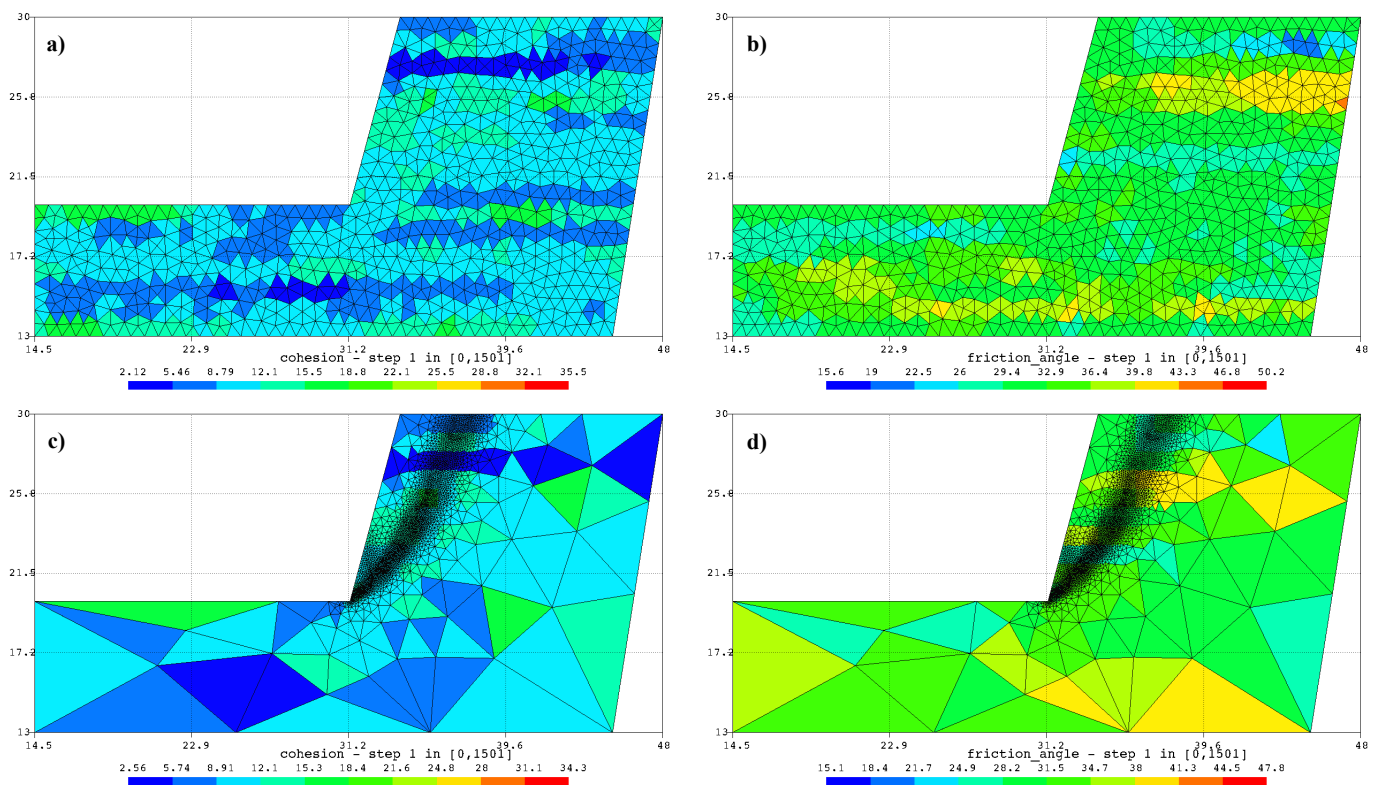 30 30
a) b)
25.8 25.8
21.5 21.5
17.2 17.2
13 13
14.5 22.9 31.2 39.6 48 14.5 22.9 31.2 39.6 48
cohesion - step 1 in [0,1501] friction_angle - step 1 in [0,1501]
2.12 5.46 8.79 12.1 15.5 18.8 22.1 25.5 28.8 32.1 35.5 15.6 19 22.5 26 29.4 32.9 36.4 39.8 43.3 46.8 50.2
30 30
c) d)
25.8 25.8
21.5 21.5
17.2 17.2
13 13
14.5 22.9 31.2 39.6 48 14.5 22.9 31.2 39.6 48
cohesion - step 1 in [0,1501] friction_angle - step 1 in [0,1501]
2.56 5.74 8.91 12.1 15.3 18.4 21.6 24.8 28 31.1 34.3 15.1 18.4 21.7 24.9 28.2 31.5 34.7 38 41.3 44.5 47.8